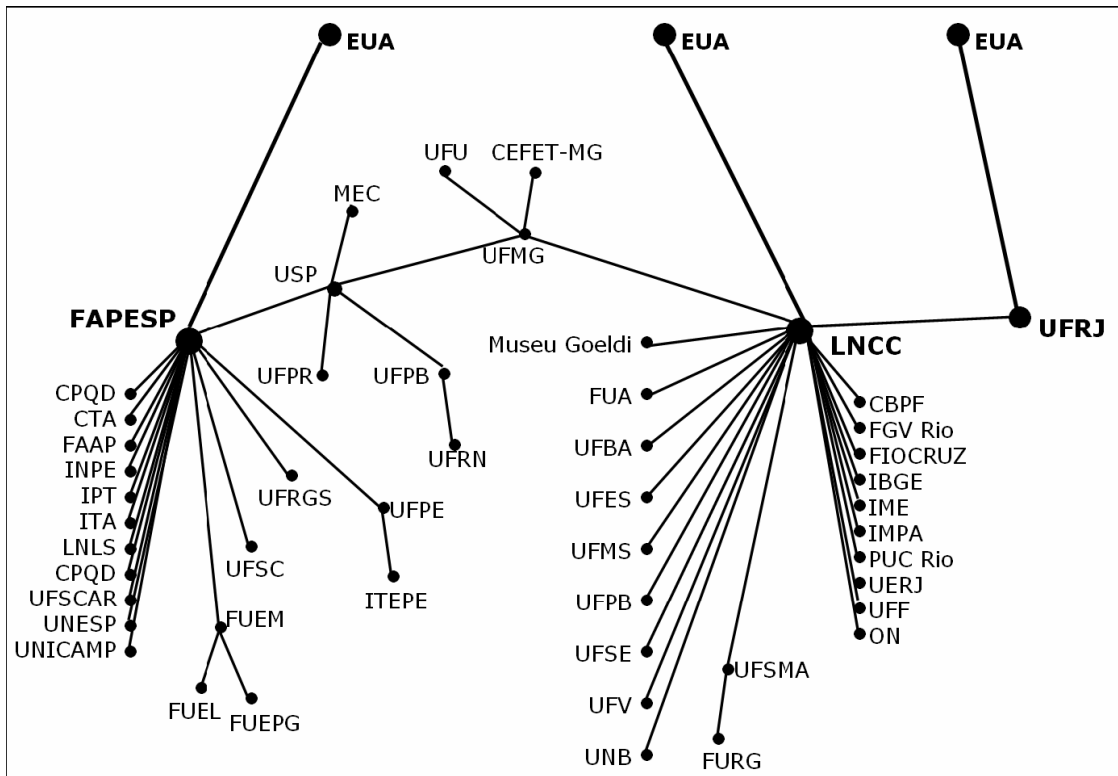 EUA
EUA
EUA
UFU
CEFET-MG
MEC
UFMG
USP
FAPESP
UFRJ
LNCC
Museu Goeldi
UFPR
UFPB
CPQD
FUA
CBPF
CTA
FGV Rio
FAAP
UFBA
UFRN
FIOCRUZ
INPE
IBGE
IPT
UFRGS
UFES
IME
ITA
UFPE
IMPA
LNLS
UFSC
UFMS
PUC Rio
CPQD
UERJ
UFSCAR
ITEPE
UFPB
UFF
UNESP
FUEM
ON
UNICAMP
UFSE
UFSMA
FUEL
FUEPG
UFV
UNB
FURG